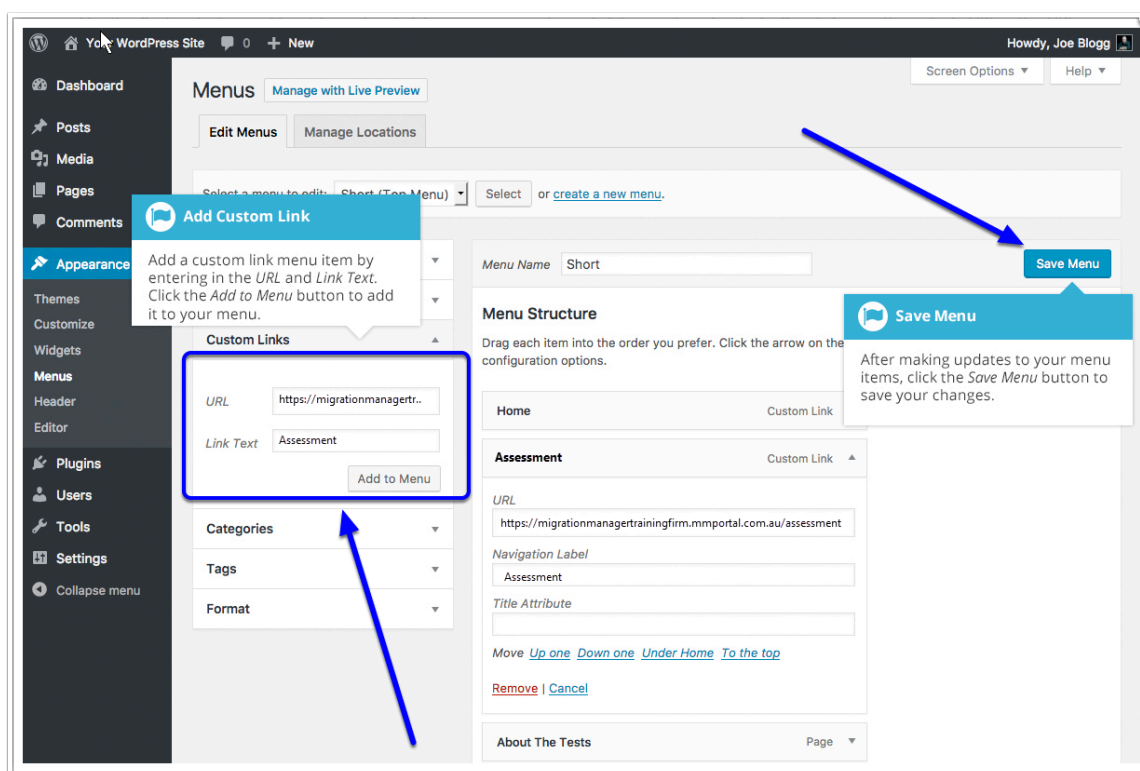 Your WordPress Site 0 + New
Howdy, Joe Blogg
Screen Options
Help
Dashboard
Posts
Media
Pages
Comments
Appearance
Themes
Customize
Widgets
Menus
Header
Editor
Plugins
Users
Tools
Settings
Collapse menu
Menus
Manage with Live Preview
Edit Menus
Manage Locations
Select a menu to edit: Short (Top Menu) Select or create a new menu.
Add Custom Link
Add a custom link menu item by
entering in the URL and Link Text.
Click the Add to Menu button to add
it to your menu.
Custom Links
URL https://migrationmanagertr..
Link Text Assessment
Add to Menu
Categories
Tags
Format
Menu Name Short
Save Menu
Save Menu
After making updates to your menu
items, click the Save Menu button to
save your changes.
Menu Structure
Drag each item into the order you prefer. Click the arrow on the
configuration options.
Home Custom Link
Assessment Custom Link
URL
https://migrationmanagertrainingfirm.mmportal.com.au/assessment
Navigation Label
Assessment
Title Attribute
Move Up one Down one Under Home To the top
Remove | Cancel
About The Tests Page